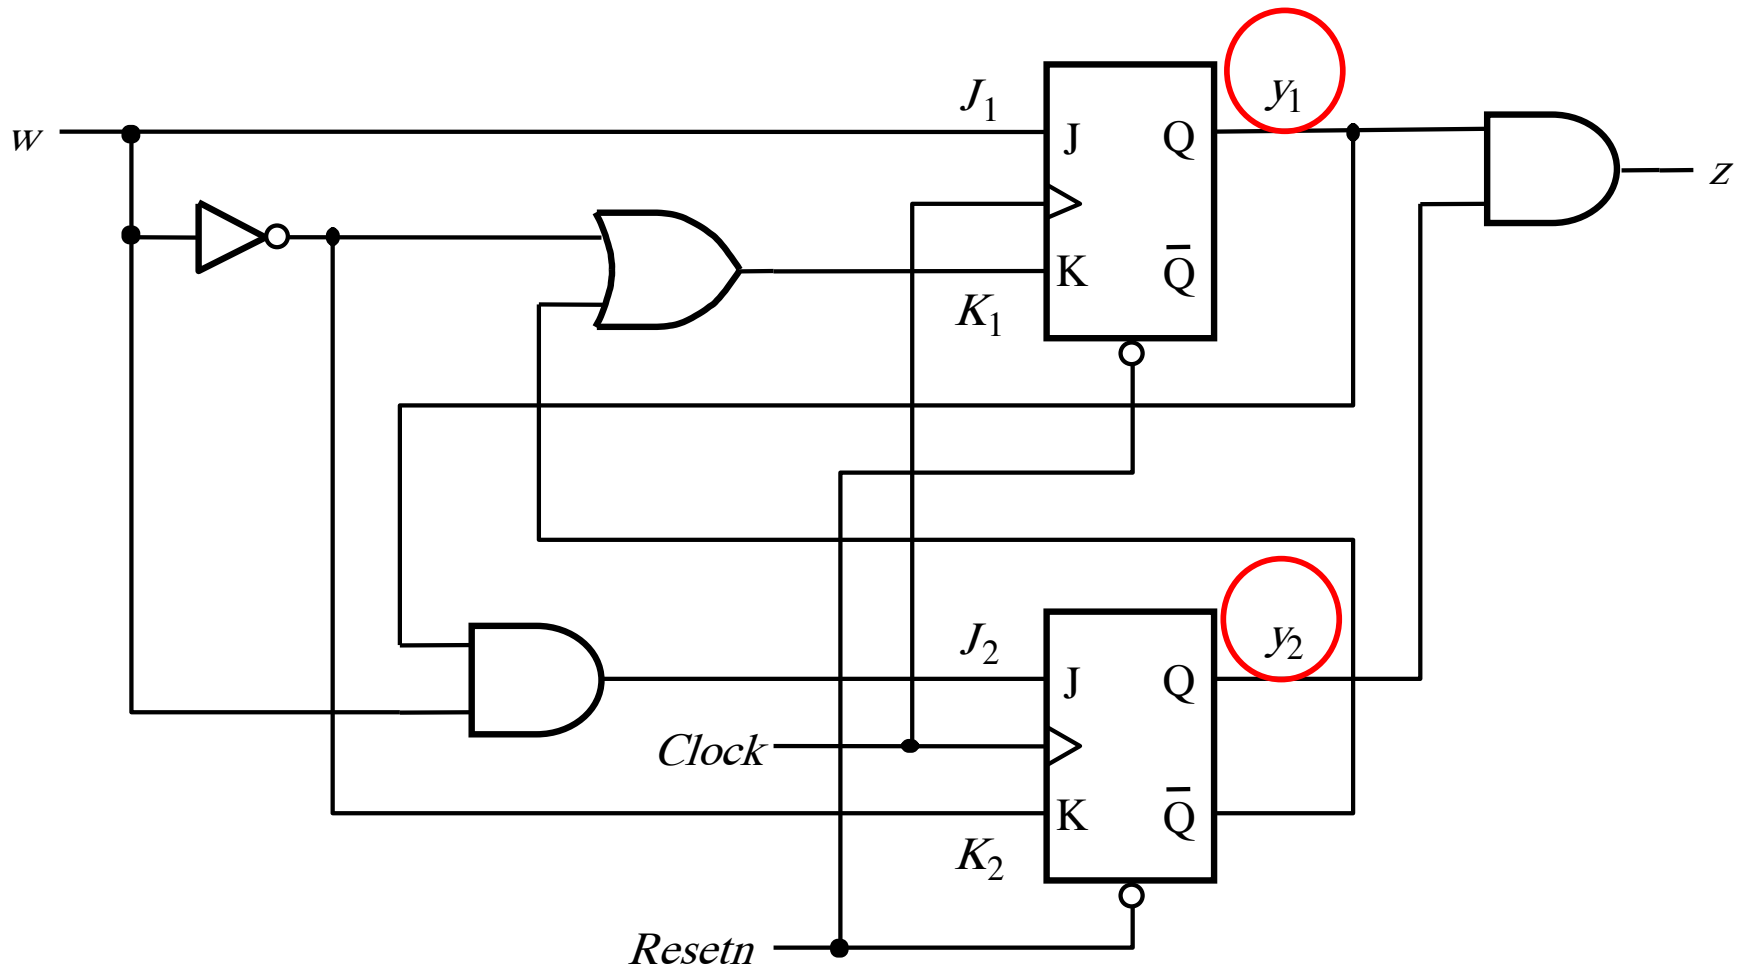 J₁
y₁
w
J
Q
z
K
Q̅
K₁
J₂
y₂
J
Q
Clock
K
Q̅
K₂
Resetn